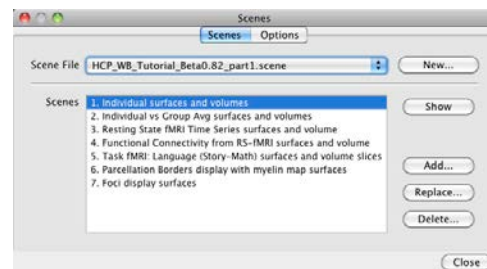 Scenes
Scenes Options
Scene File HCP_WB_Tutorial_Beta0.82_part1.scene New...
Scenes 1. Individual surfaces and volumes Show
2. Individual vs Group Avg surfaces and volumes
3. Resting State fMRI Time Series surfaces and volume
4. Functional Connectivity from RS-fMRI surfaces and volume
5. Task fMRI: Language (Story-Math) surfaces and volume slices
6. Parcellation Borders display with myelin map surfaces
7. Foci display surfaces
Add...
Replace...
Delete...
Close